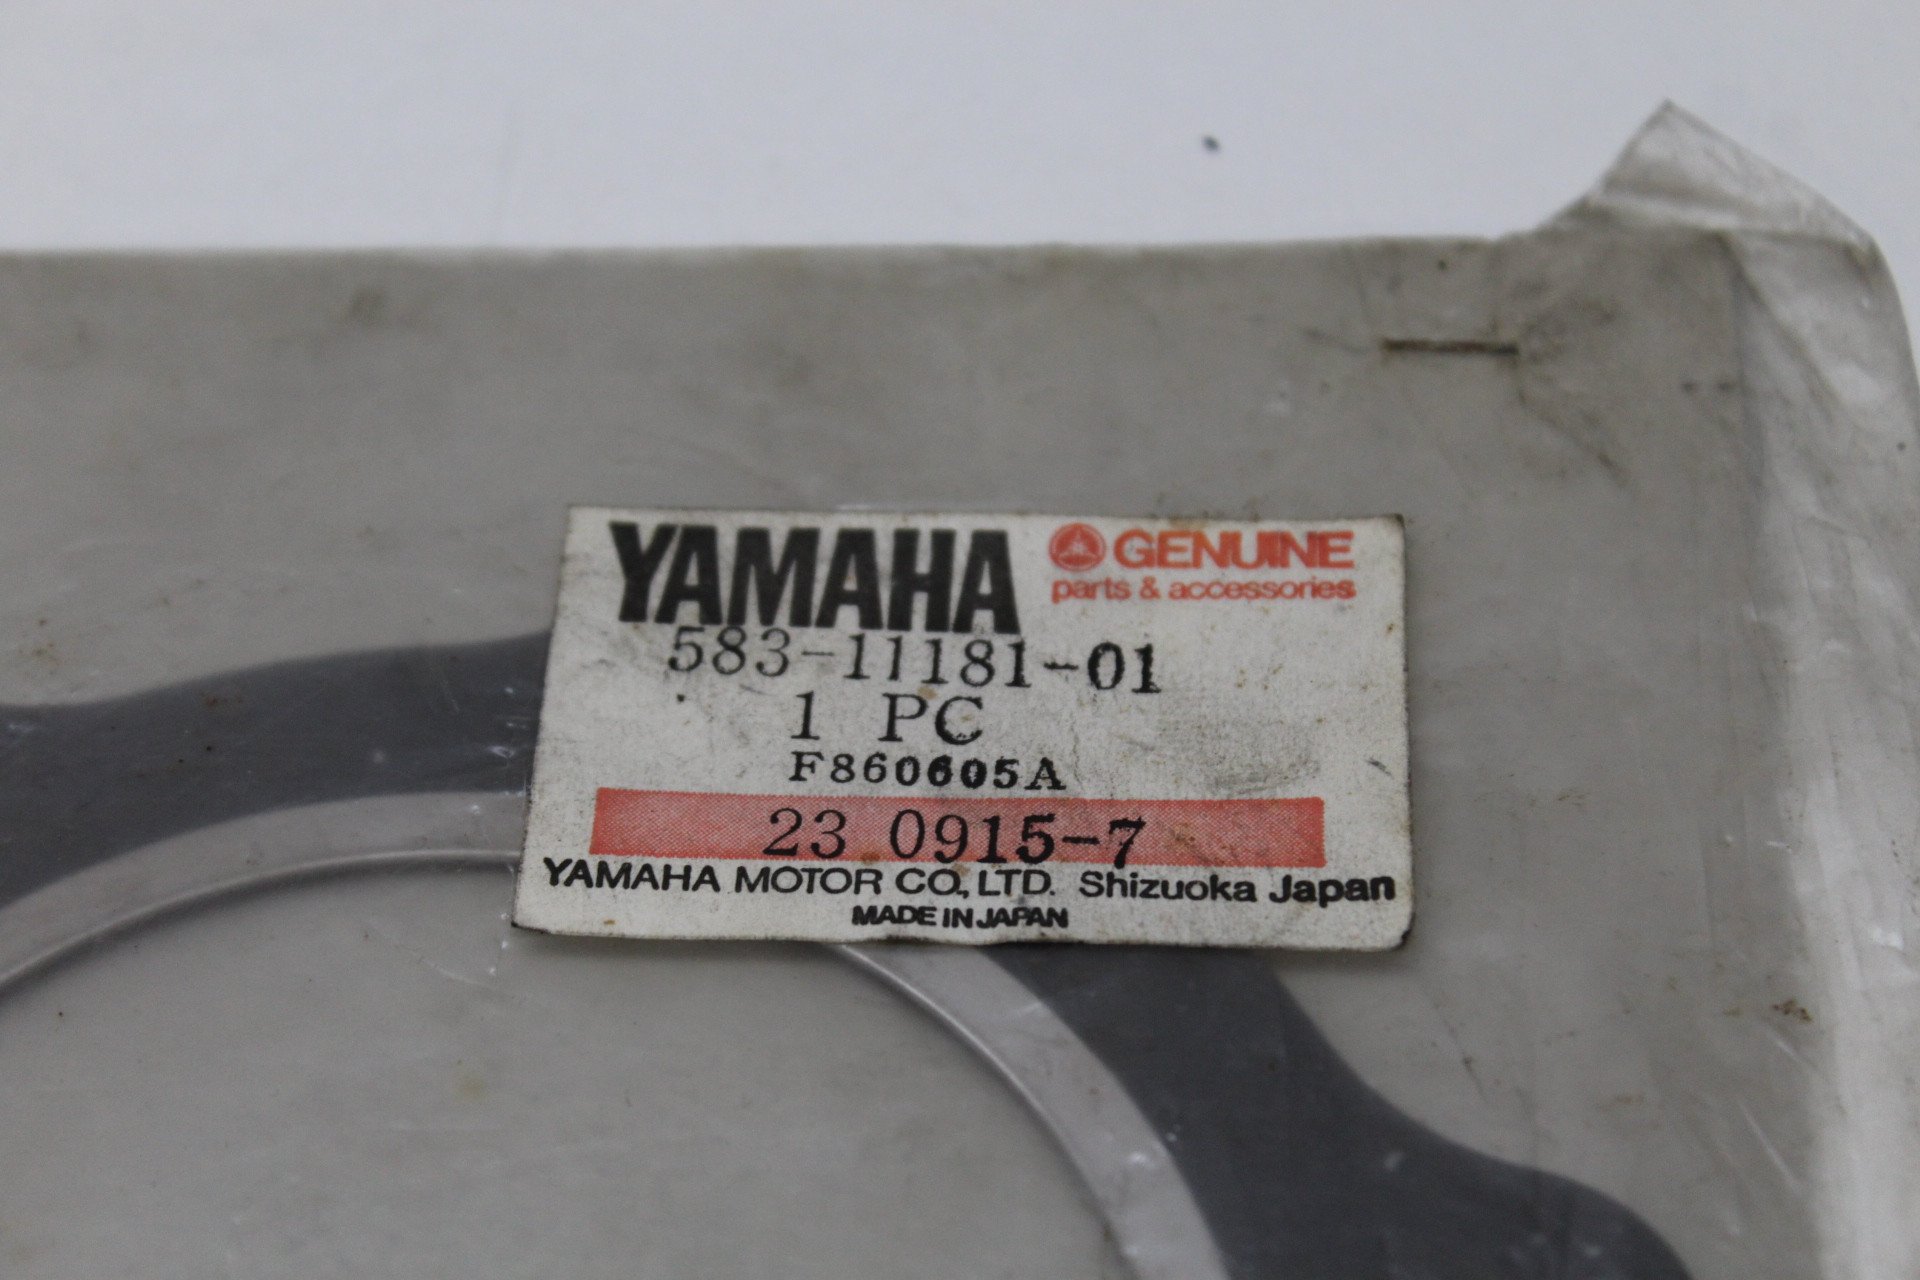 YAMAHA GENUINE
parts & accessories
583-11181-01
1 PC
F860605A
23 0915-7
YAMAHA MOTOR CO., LTD. Shizuoka Japan
MADE IN JAPAN